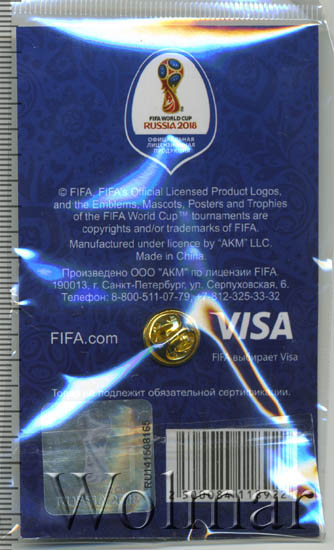 FIFA WORLD CUP
RUSSIA 2018
ОФИЦИАЛЬНАЯ
ЛИЦЕНЗИОННАЯ
ПРОДУКЦИЯ
© FIFA, FIFA's Official Licensed Product Logos,
and the Emblems, Mascots, Posters and Trophies
of the FIFA World Cup™ tournaments are
copyrights and/or trademarks of FIFA.
Manufactured under licence by "AKM" LLC.
Made in China.
Произведено ООО "АКМ" по лицензии FIFA.
190013, г. Санкт-Петербург, ул. Серпуховская, 6.
Телефон: 8-800-511-07-79, +7-812-325-33-32
FIFA.com
VISA
FIFA выбирает Visa
Товар не подлежит обязательной сертификации.
RU141608165
Wolmar